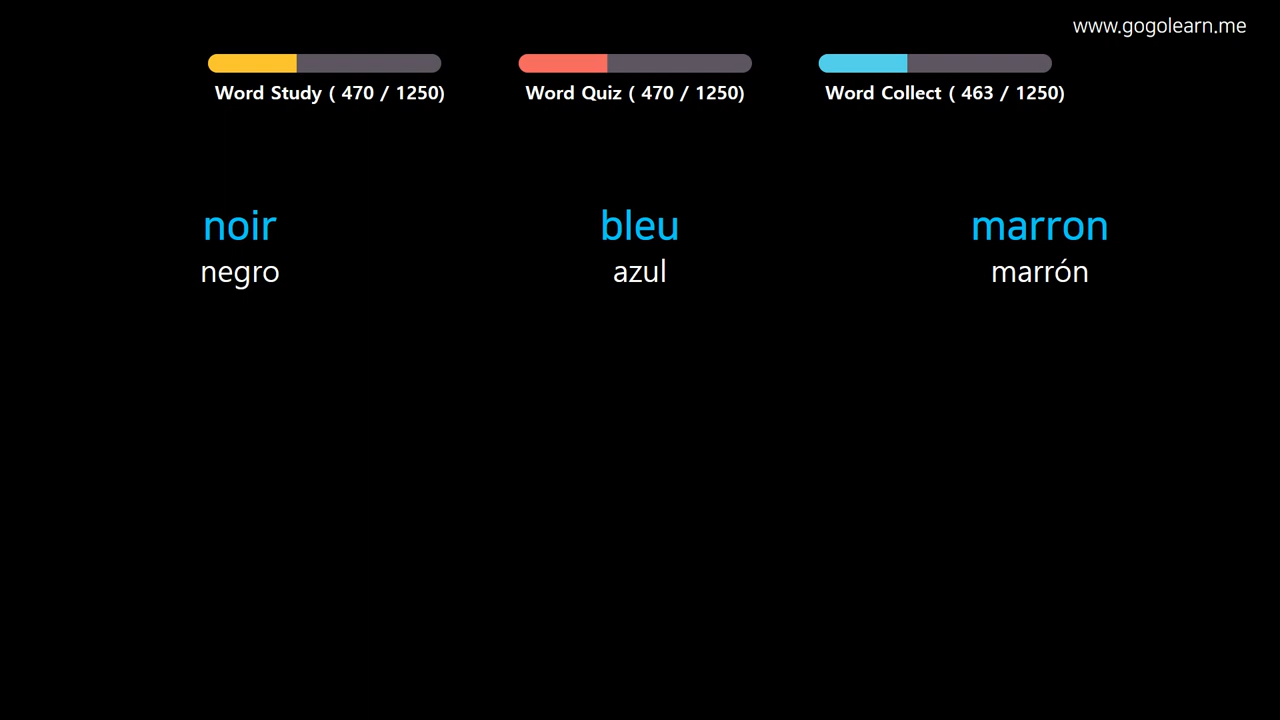 www.gogolearn.me
Word Study ( 470 / 1250)
Word Quiz ( 470 / 1250)
Word Collect ( 463 / 1250)
noir
negro
bleu
azul
marron
marrón